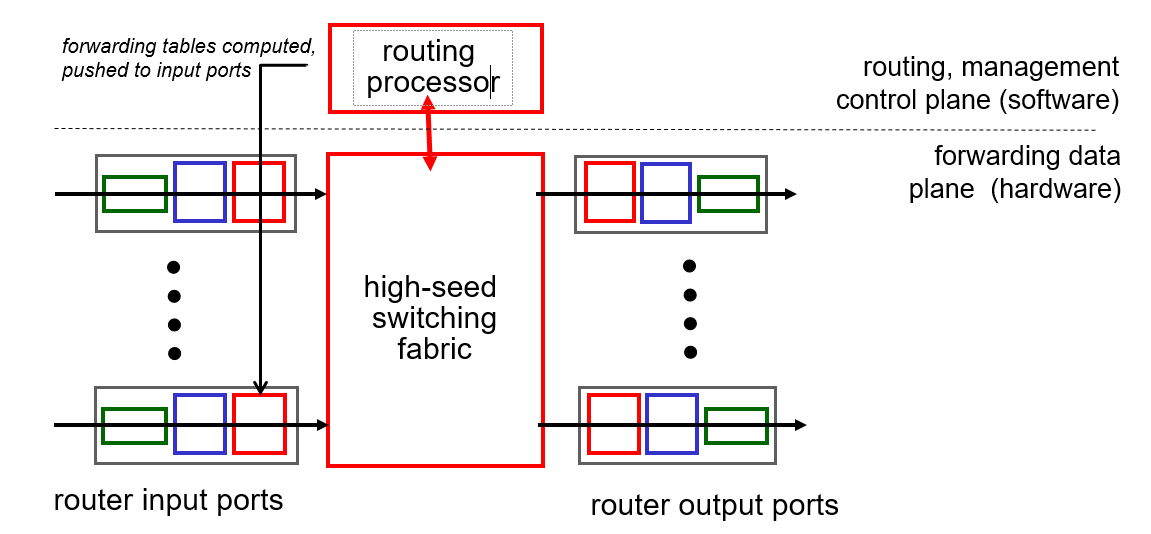 forwarding tables computed,
pushed to input ports
routing
processor
routing, management
control plane (software)
forwarding data
plane (hardware)
high-seed
switching
fabric
router input ports
router output ports